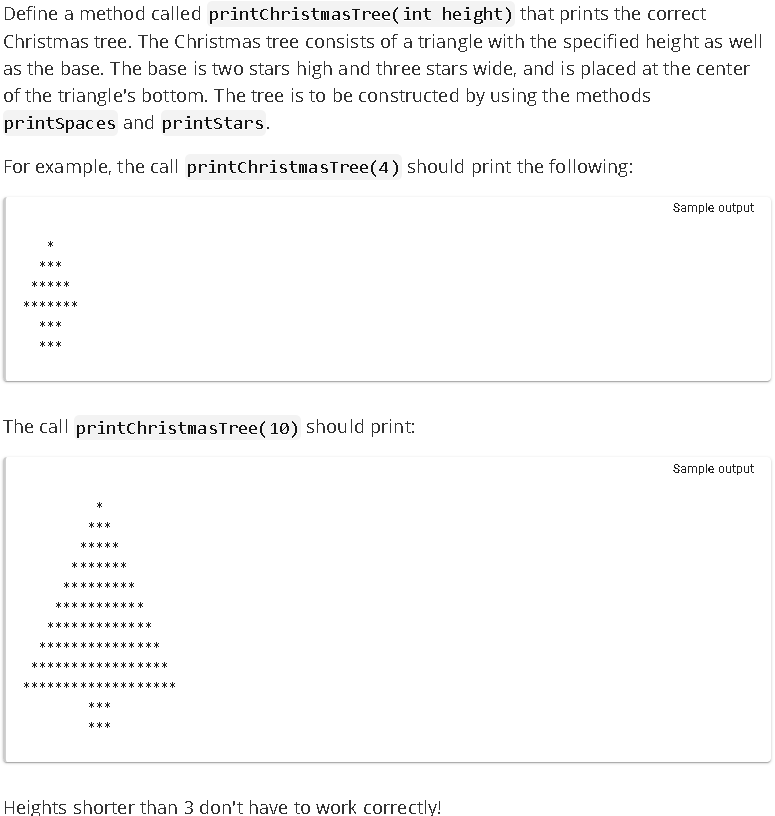 Define a method called printChristmasTree(int height) that prints the correct
Christmas tree. The Christmas tree consists of a triangle with the specified height as well
as the base. The base is two stars high and three stars wide, and is placed at the center
of the triangle's bottom. The tree is to be constructed by using the methods
printSpaces and printStars.
For example, the call printChristmasTree(4) should print the following:
Sample output
   *
  ***
 *****
*******
  ***
  ***
The call printChristmasTree(10) should print:
Sample output
         *
        ***
       *****
      *******
     *********
    ***********
   *************
  ***************
 *****************
*******************
        ***
        ***
Heights shorter than 3 don't have to work correctly!